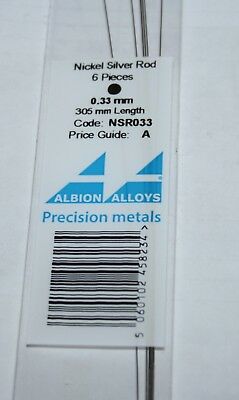 Nickel Silver Rod
6 Pieces
0.33 mm
305 mm Length
Code: NSR033
Price Guide: A
ALBION ALLOYS
Precision metals
5 060102 458234 >